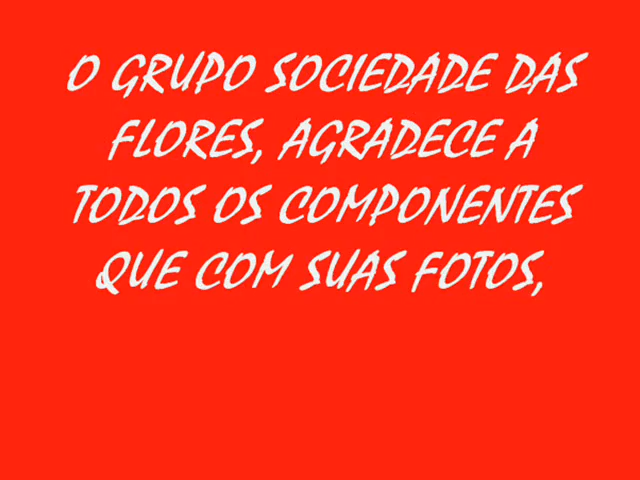 O GRUPO SOCIEDADE DAS
FLORES, AGRADECE A
TODOS OS COMPONENTES
QUE COM SUAS FOTOS,